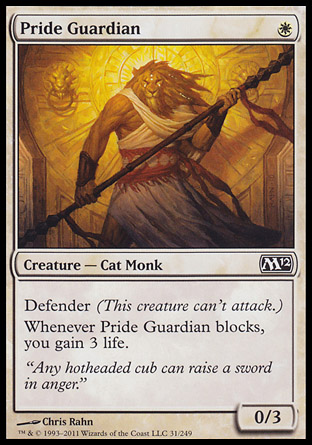 Pride Guardian
Creature — Cat Monk
M12
Defender (This creature can't attack.)
Whenever Pride Guardian blocks,
you gain 3 life.
"Any hotheaded cub can raise a sword
in anger."
Chris Rahn
™ & © 1993–2011 Wizards of the Coast LLC 31/249
0/3